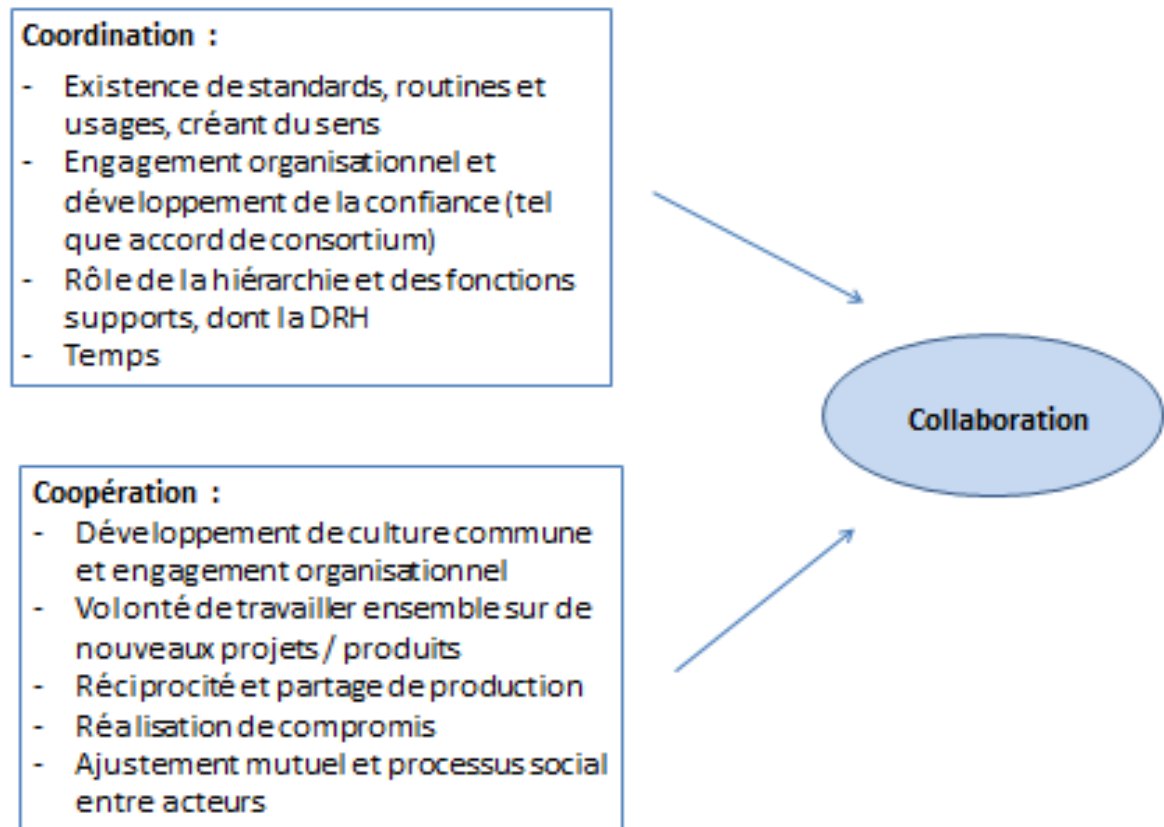 Coordination :
- Existence de standards, routines et
usages, créant du sens
- Engagement organisationnel et
développement de la confiance (tel
que accord de consortium)
- Rôle de la hiérarchie et des fonctions
supports, dont la DRH
- Temps
Collaboration
Coopération :
- Développement de culture commune
et engagement organisationnel
- Volonté de travailler ensemble sur de
nouveaux projets / produits
- Réciprocité et partage de production
- Réalisation de compromis
- Ajustement mutuel et processus social
entre acteurs